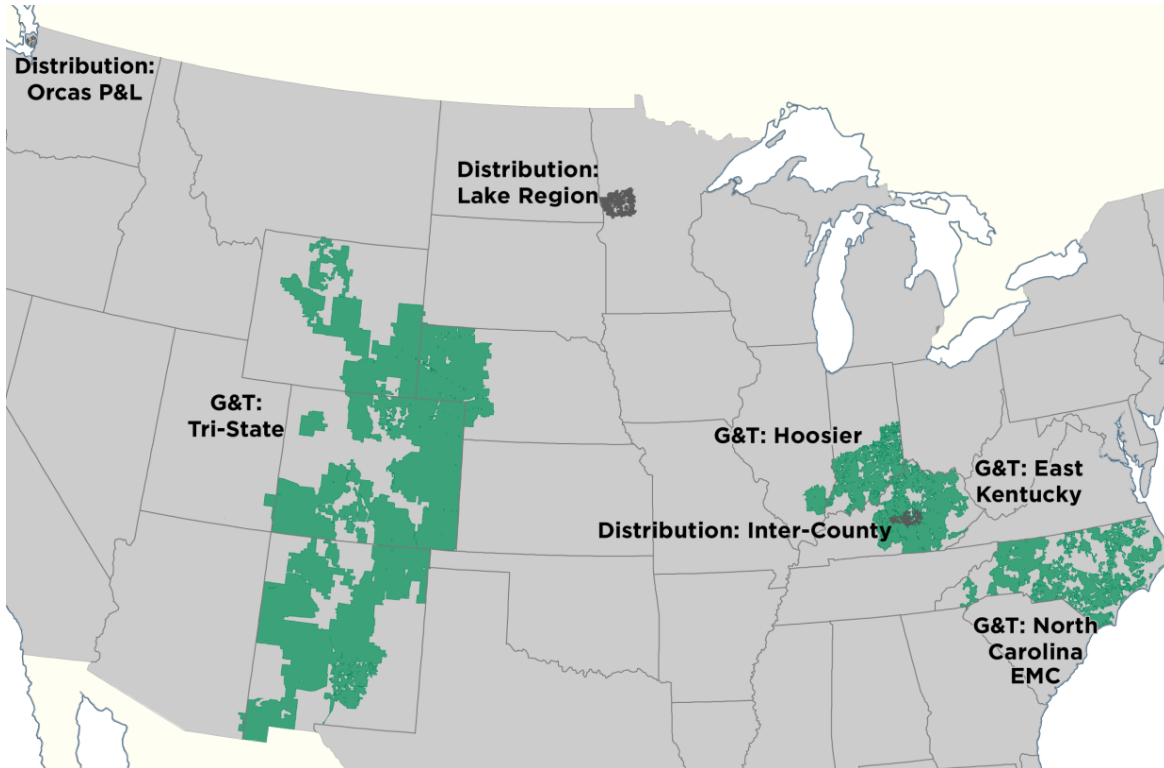 Distribution:
Orcas P&L
Distribution:
Lake Region
G&T:
Tri-State
G&T: Hoosier
G&T: East
Kentucky
Distribution: Inter-County
G&T: North
Carolina
EMC